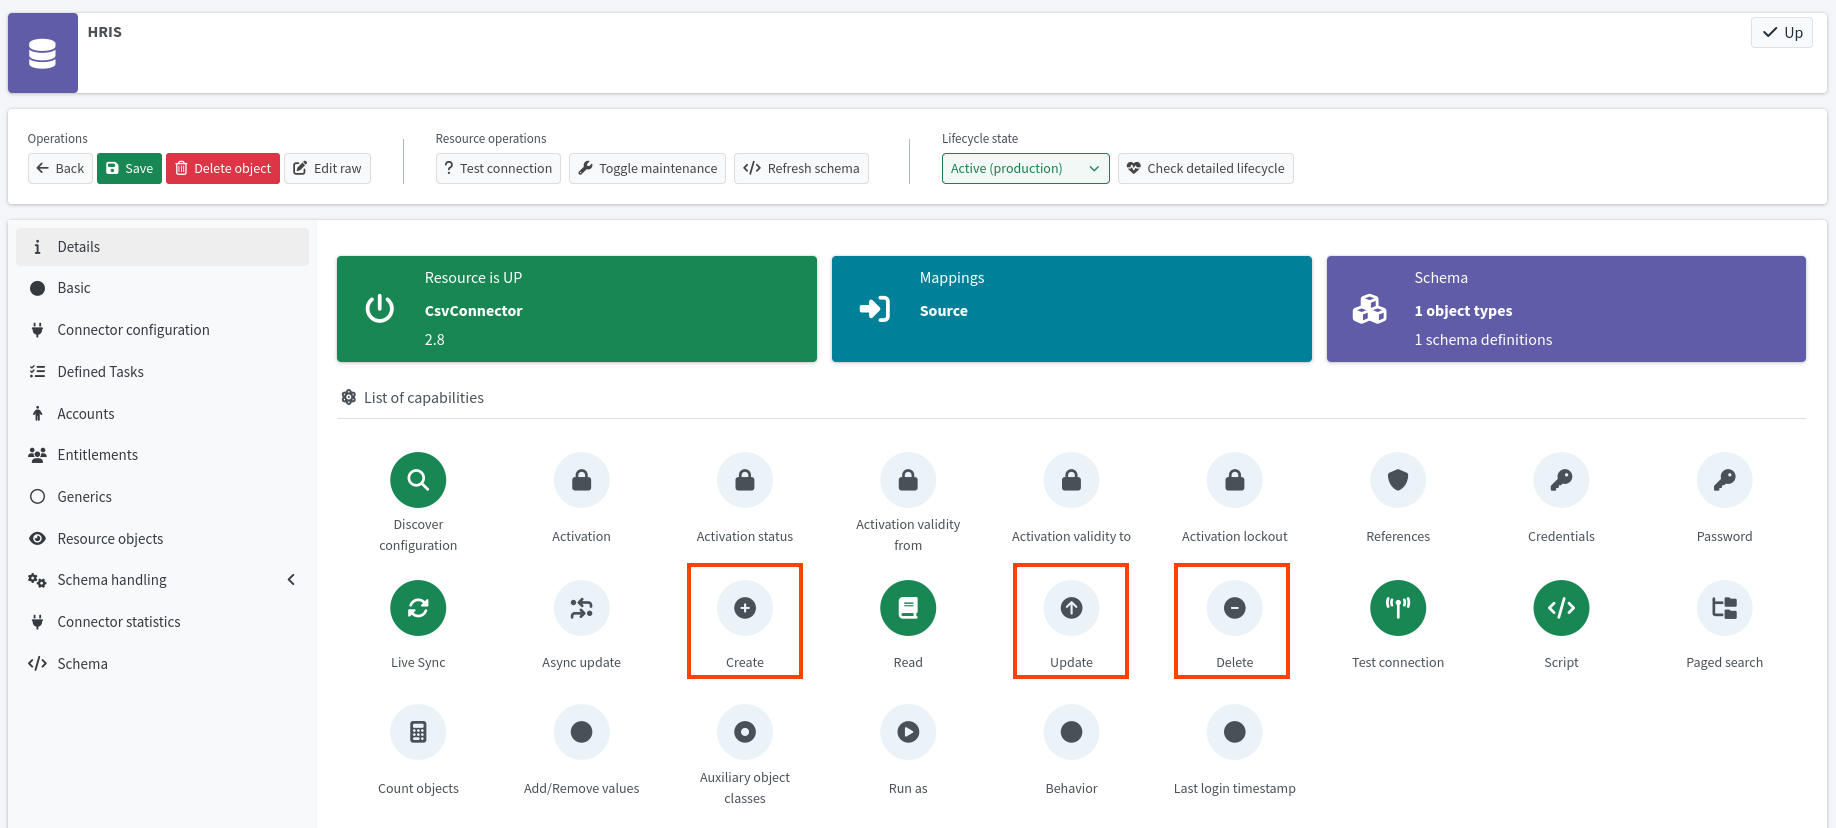 HRIS
Up
Operations
Resource operations
Lifecycle state
Back
Save
Delete object
Edit raw
? Test connection
Toggle maintenance
</> Refresh schema
Active (production)
Check detailed lifecycle
Details
Basic
Connector configuration
Defined Tasks
Accounts
Entitlements
Generics
Resource objects
Schema handling
Connector statistics
</> Schema
Resource is UP
CsvConnector
2.8
Mappings
Source
Schema
1 object types
1 schema definitions
List of capabilities
Discover
configuration
Activation
Activation status
Activation validity
from
Activation validity to
Activation lockout
References
Credentials
Password
Live Sync
Async update
Create
Read
Update
Delete
Test connection
Script
Paged search
Count objects
Add/Remove values
Auxiliary object
classes
Run as
Behavior
Last login timestamp